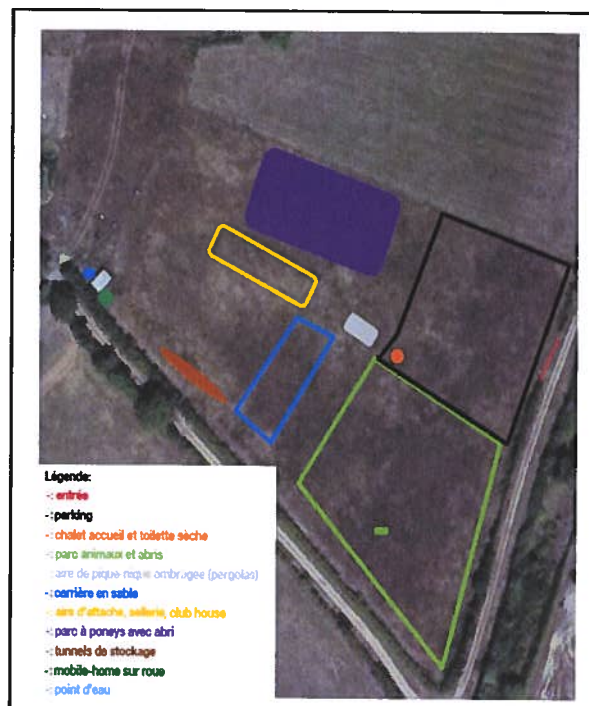 Légende:
-: entrée
-: parking
-: chalet accueil et toilette sèche
-: parc animaux et abris
-: aire de pique-nique ombragée (pergolas)
-: carrière en sable
-: airs d'attache, sellerie, club house
-: parc à poneys avec abri
-: tunnels de stockage
-: mobile-home sur roue
-: point d'eau